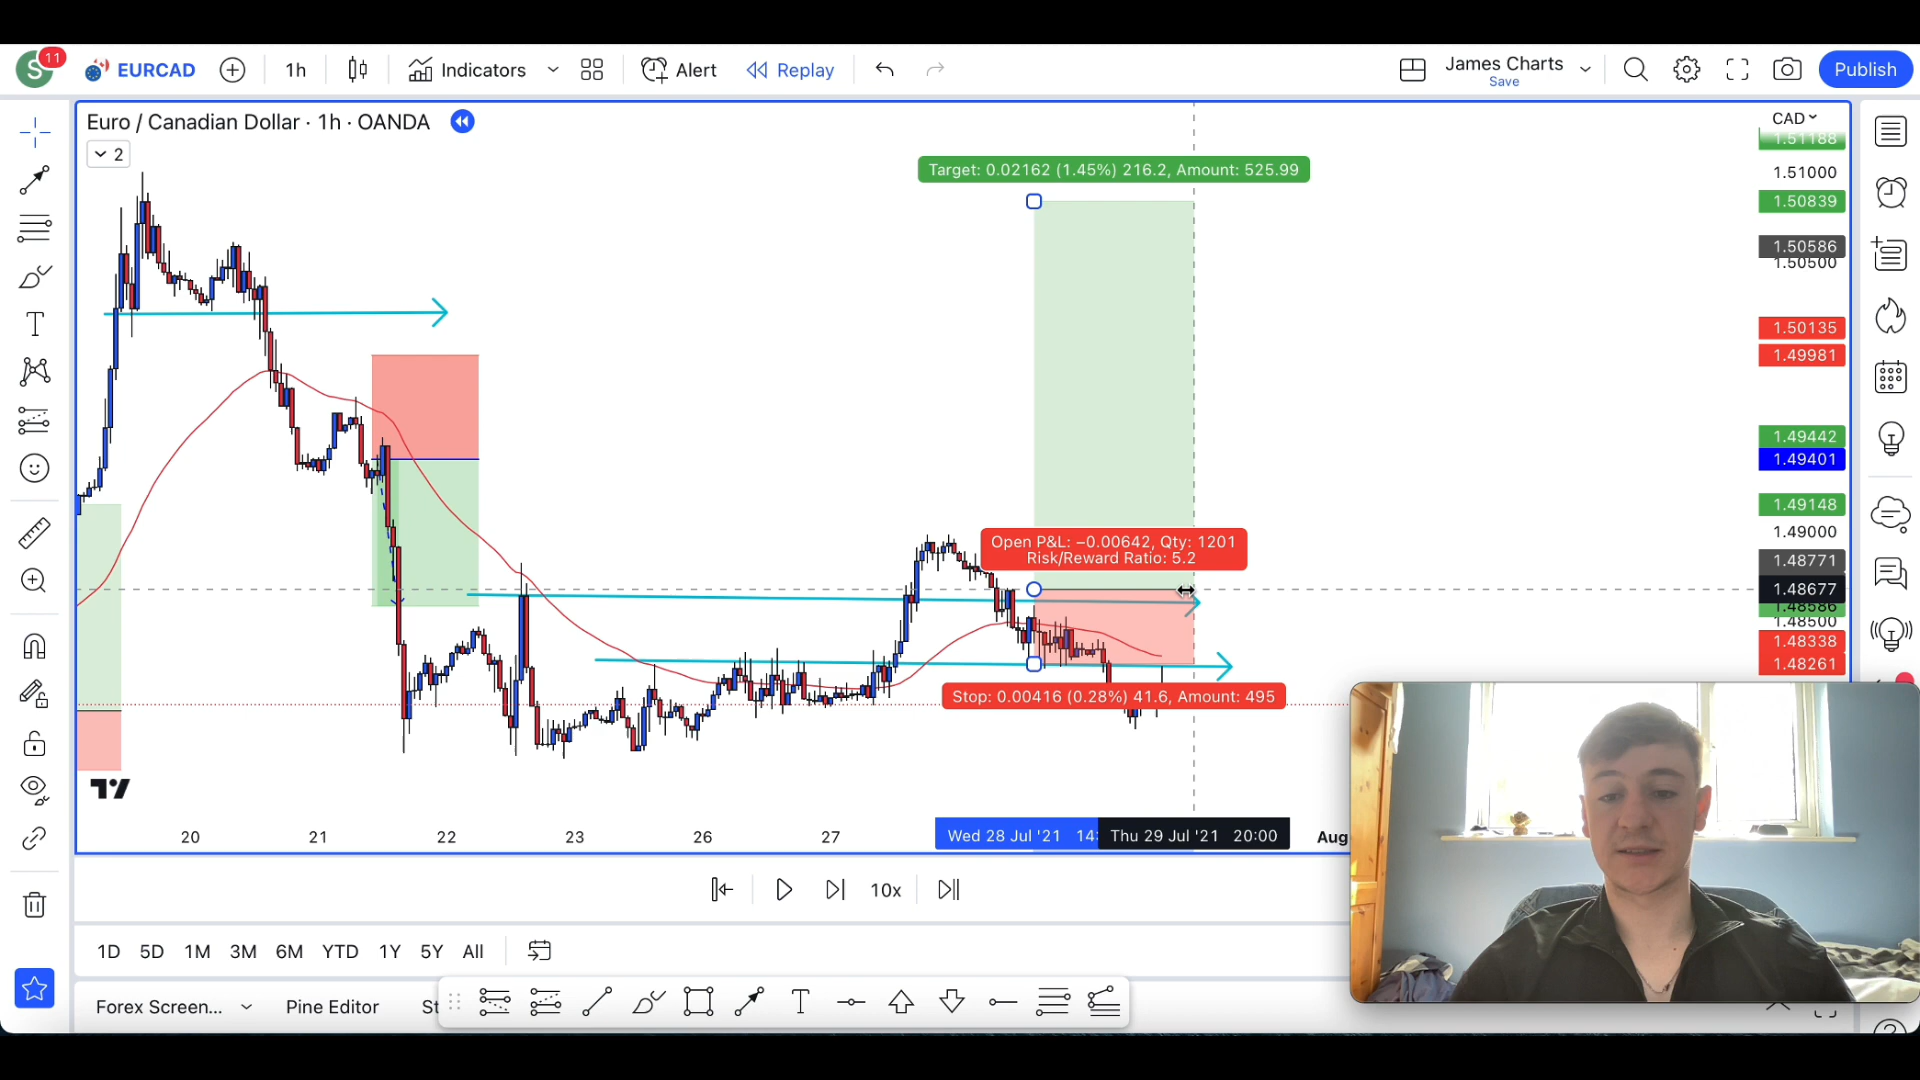 S
11
EURCAD
1h
Indicators
Alert
Replay
James Charts
Save
Publish
Euro / Canadian Dollar · 1h · OANDA
2
CAD
1.51188
1.51000
1.50839
1.50586
1.50500
1.50135
1.49981
1.49442
1.49401
1.49148
1.49000
1.48771
1.48677
1.48586
1.48500
1.48338
1.48261
Target: 0.02162 (1.45%) 216.2, Amount: 525.99
Open P&L: −0.00642, Qty: 1201
Risk/Reward Ratio: 5.2
Stop: 0.00416 (0.28%) 41.6, Amount: 495
20
21
22
23
26
27
Wed 28 Jul '21 14:
Thu 29 Jul '21 20:00
Aug
10x
1D 5D 1M 3M 6M YTD 1Y 5Y All
Forex Screen...
Pine Editor
St